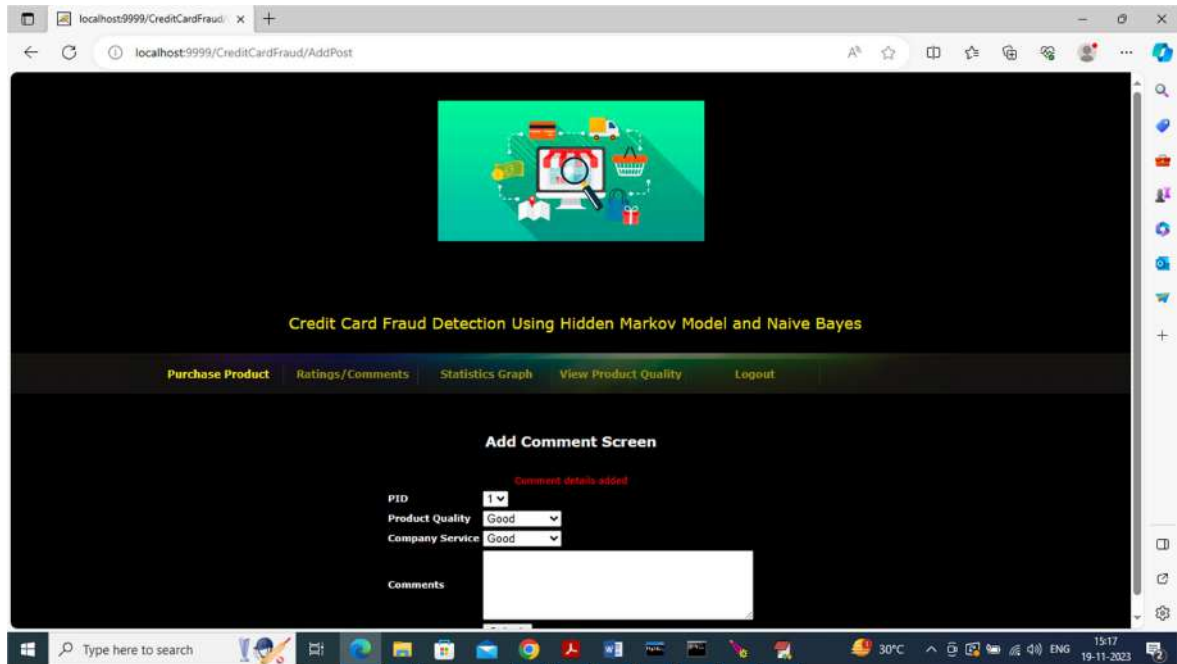 localhost:9999/CreditCardFraud/
localhost:9999/CreditCardFraud/AddPost
Credit Card Fraud Detection Using Hidden Markov Model and Naive Bayes
Purchase Product Ratings/Comments Statistics Graph View Product Quality Logout
Add Comment Screen
Comment details added
PID 1
Product Quality Good
Company Service Good
Comments
Type here to search 30°C ENG 15:17
19-11-2023